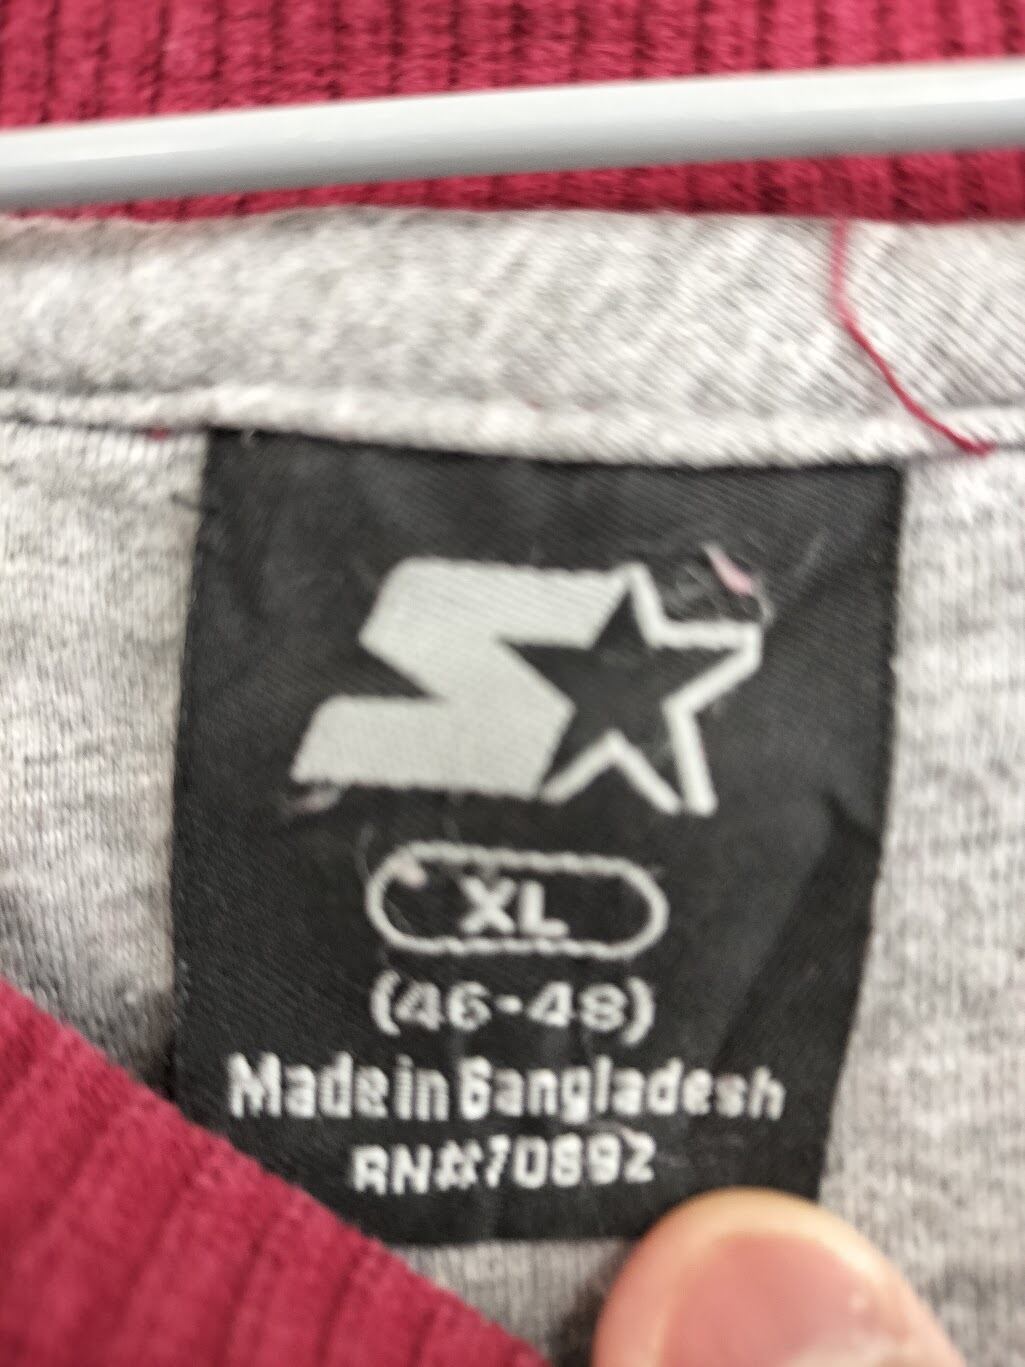 XL
(46-48)
Made in Bangladesh
RN#70892